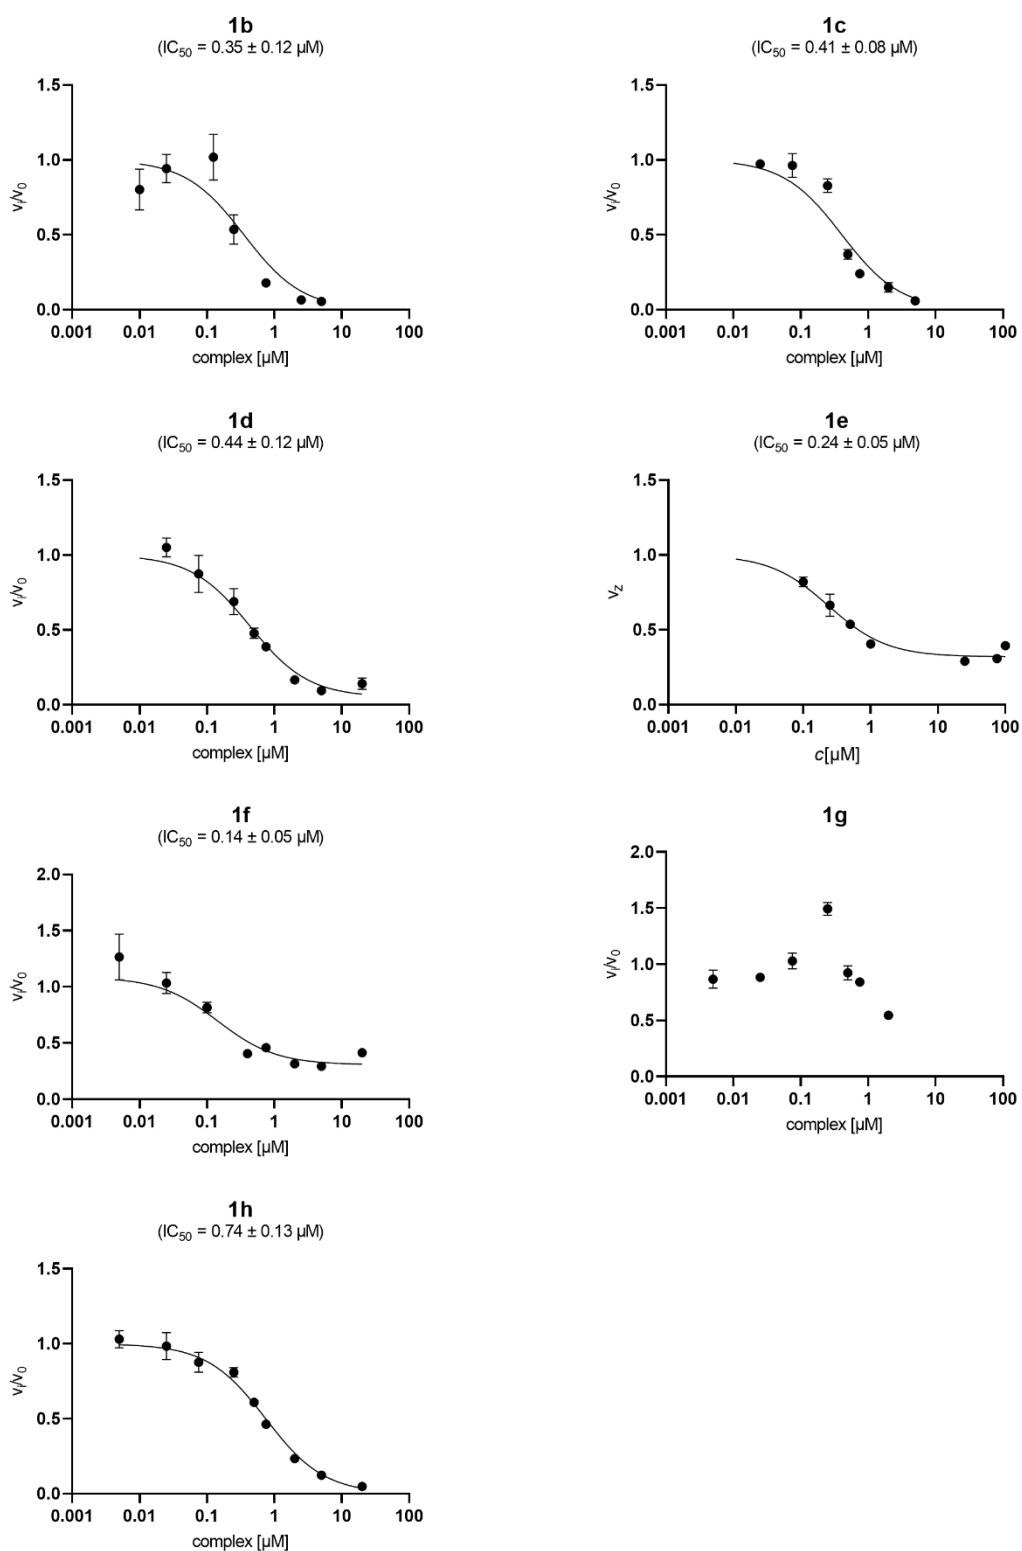 1b
(IC50 = 0.35 ± 0.12 µM)
1.5
1.0
0.5
0.0
vi/v0
0.001 0.01 0.1 1 10 100
complex [µM]
1c
(IC50 = 0.41 ± 0.08 µM)
1.5
1.0
0.5
0.0
vi/v0
0.001 0.01 0.1 1 10 100
complex [µM]
1d
(IC50 = 0.44 ± 0.12 µM)
1.5
1.0
0.5
0.0
vi/v0
0.001 0.01 0.1 1 10 100
complex [µM]
1e
(IC50 = 0.24 ± 0.05 µM)
1.5
1.0
0.5
0.0
vz
0.001 0.01 0.1 1 10 100
c[µM]
1f
(IC50 = 0.14 ± 0.05 µM)
2.0
1.5
1.0
0.5
0.0
vi/v0
0.001 0.01 0.1 1 10 100
complex [µM]
1g
2.0
1.5
1.0
0.5
0.0
vi/v0
0.001 0.01 0.1 1 10 100
complex [µM]
1h
(IC50 = 0.74 ± 0.13 µM)
1.5
1.0
0.5
0.0
vi/v0
0.001 0.01 0.1 1 10 100
complex [µM]